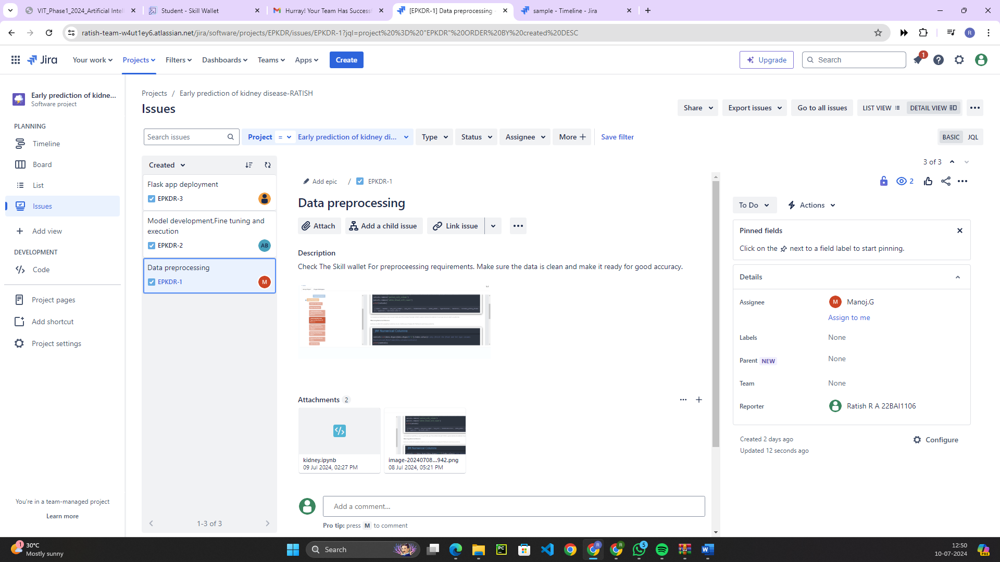 VIT_Phase1_2024_Artificial Intel
Student - Skill Wallet
Hurray! Your Team Has Success
[EPKDR-1] Data preprocessing -
sample - Timeline - Jira
ratish-team-w4ut1ey6.atlassian.net/jira/software/projects/EPKDR/issues/EPKDR-1?jql=project%20%3D%20"EPKDR"%20ORDER%20BY%20created%20DESC
R
Jira
Your work
Projects
Filters
Dashboards
Teams
Apps
Create
Upgrade
Search
1
Early prediction of kidne...
Software project
PLANNING
Timeline
Board
List
Issues
Add view
DEVELOPMENT
Code
Project pages
Add shortcut
Project settings
You're in a team-managed project
Learn more
Projects / Early prediction of kidney disease-RATISH
Issues
Share
Export issues
Go to all issues
LIST VIEW
DETAIL VIEW
Search issues
Project = Early prediction of kidney di...
Type
Status
Assignee
More
Save filter
BASIC
JQL
Created
Flask app deployment
EPKDR-3
Model development,Fine tuning and
execution
EPKDR-2
AB
Data preprocessing
EPKDR-1
M
1-3 of 3
3 of 3
Add epic / EPKDR-1
2
Data preprocessing
Attach
Add a child issue
Link issue
Description
Check The Skill wallet For preproceessing requirements. Make sure the data is clean and make it ready for good accuracy.
## Numerical Columns
Attachments 2
kidney.ipynb
09 Jul 2024, 02:27 PM
## Numerical Columns
image-20240708...942.png
08 Jul 2024, 05:21 PM
Add a comment...
Pro tip: press M to comment
To Do
Actions
Pinned fields
Click on the next to a field label to start pinning.
Details
Assignee
M
Manoj.G
Assign to me
Labels
None
Parent NEW
None
Team
None
Reporter
Ratish R A 22BAI1106
Created 2 days ago
Updated 12 seconds ago
Configure
1
30°C
Mostly sunny
Search
PC
R
R
5
W
12:50
10-07-2024
PRE